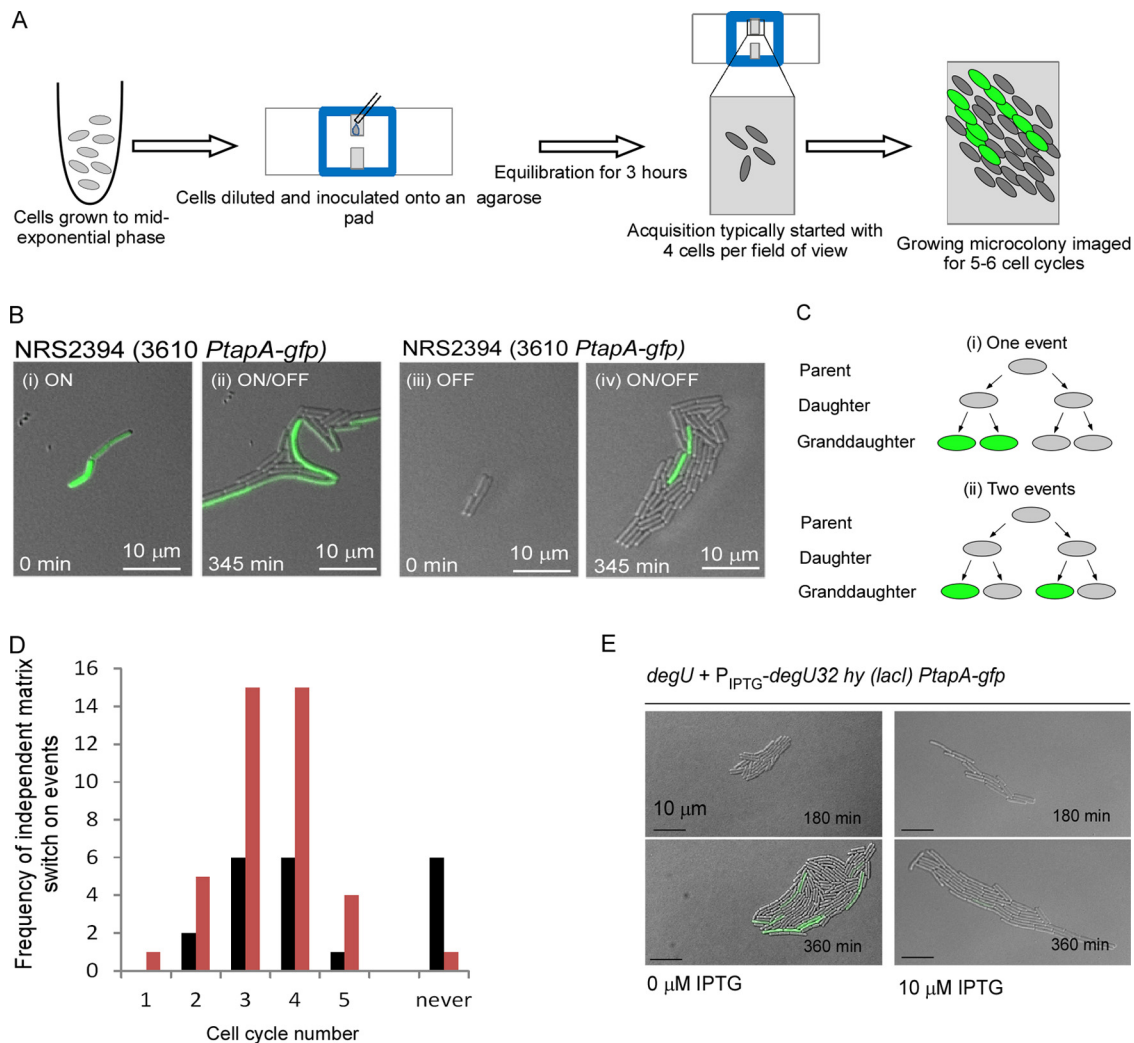 A
Cells grown to mid-
exponential phase
Cells diluted and inoculated onto an agarose
pad
Equilibration for 3 hours
Acquisition typically started with
4 cells per field of view
Growing microcolony imaged
for 5-6 cell cycles
B
NRS2394 (3610 PtapA-gfp)
(i) ON
0 min
10 μm
(ii) ON/OFF
345 min
10 μm
NRS2394 (3610 PtapA-gfp)
(iii) OFF
0 min
10 μm
(iv) ON/OFF
345 min
10 μm
C
(i) One event
Parent
Daughter
Granddaughter
(ii) Two events
Parent
Daughter
Granddaughter
D
Frequency of independent matrix
switch on events
16
14
12
10
8
6
4
2
0
1 2 3 4 5 never
Cell cycle number
E
degU + PIPTG-degU32 hy (lacI) PtapA-gfp
10 μm
180 min
180 min
360 min
360 min
0 μM IPTG
10 μM IPTG